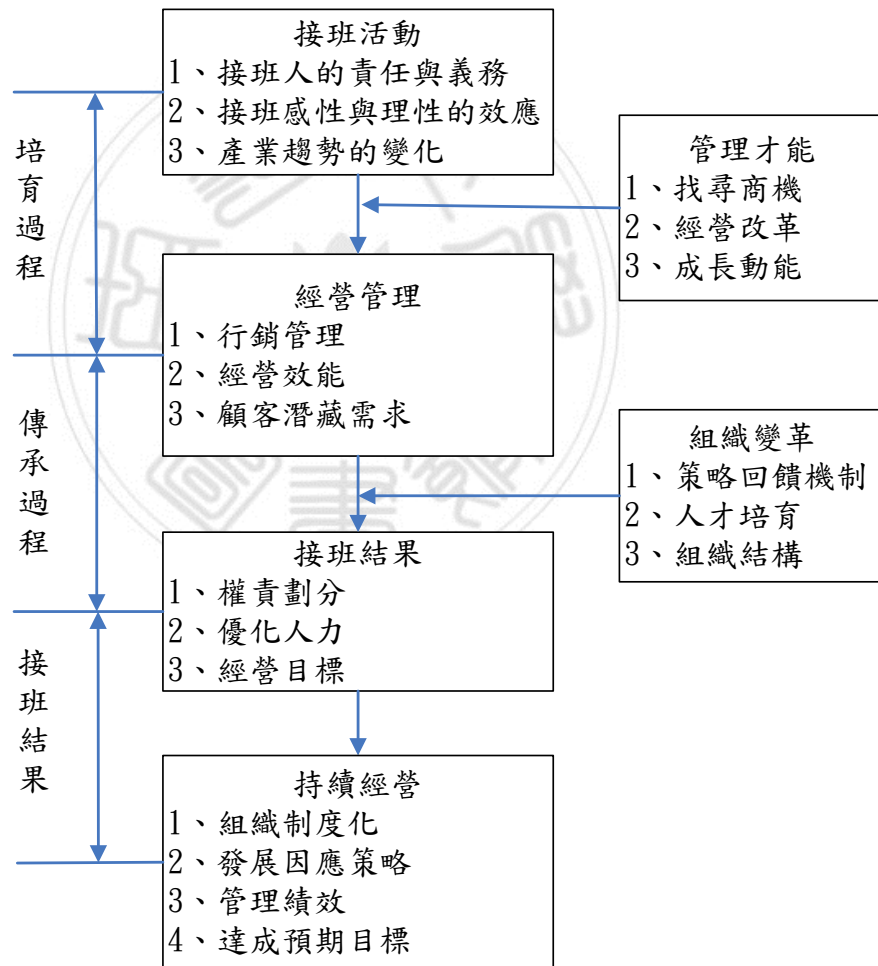 接班活動
1、接班人的責任與義務
2、接班感性與理性的效應
3、產業趨勢的變化
管理才能
1、找尋商機
2、經營改革
3、成長動能
培育過程
經營管理
1、行銷管理
2、經營效能
3、顧客潛藏需求
組織變革
1、策略回饋機制
2、人才培育
3、組織結構
傳承過程
接班結果
1、權責劃分
2、優化人力
3、經營目標
接班結果
持續經營
1、組織制度化
2、發展因應策略
3、管理績效
4、達成預期目標